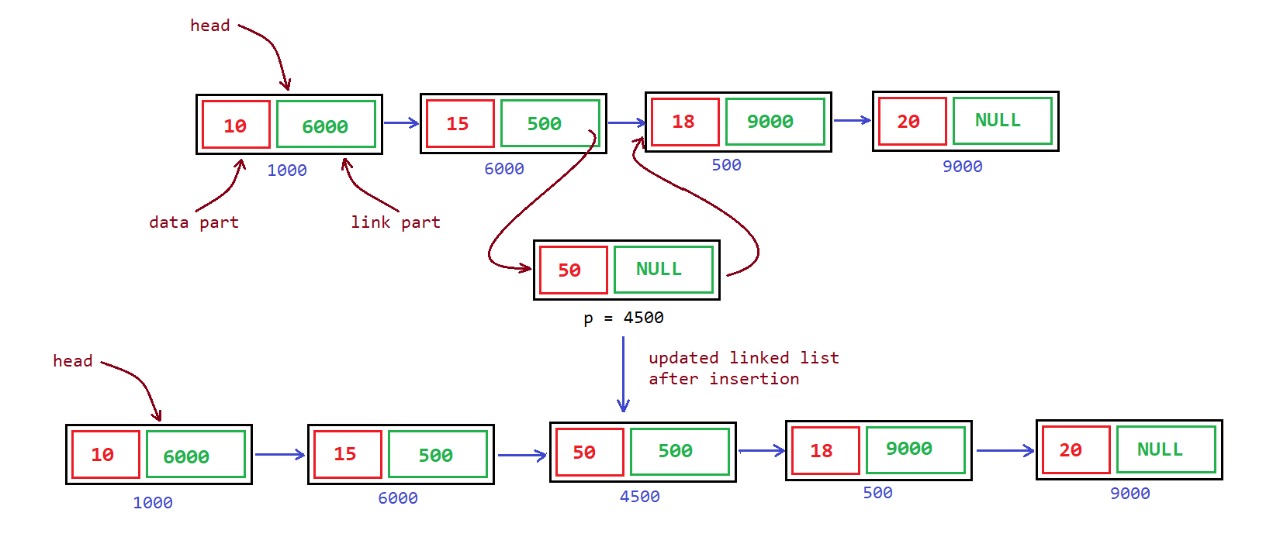 head
10 6000
15 500
18 9000
20 NULL
1000
6000
500
9000
data part
link part
50 NULL
p = 4500
updated linked list
after insertion
head
10 6000
15 500
50 500
18 9000
20 NULL
1000
6000
4500
500
9000